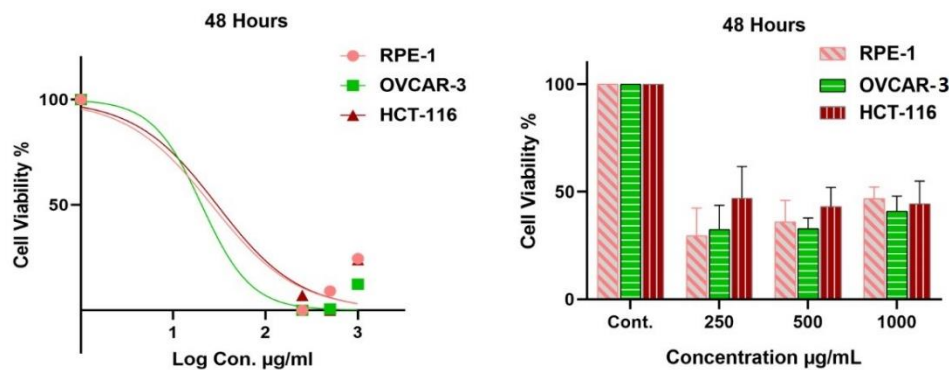 48 Hours
RPE-1
OVCAR-3
HCT-116
100
50
Cell Viability %
1
2
3
Log Con. µg/ml
48 Hours
RPE-1
OVCAR-3
HCT-116
100
50
0
Cell Viability %
Cont.
250
500
1000
Concentration µg/mL